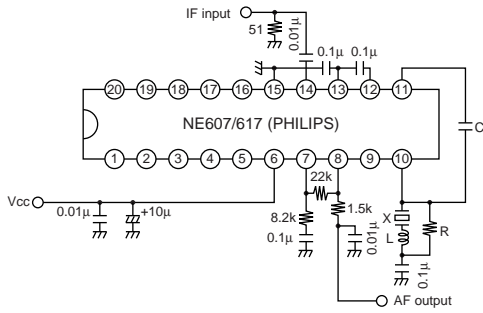 IF input
51
0.01μ
0.1μ
0.1μ
20 19 18 17 16 15 14 13 12 11
NE607/617 (PHILIPS)
C
1 2 3 4 5 6 7 8 9 10
Vcc
0.01μ
+10μ
22k
8.2k
1.5k
0.1μ
0.01μ
X
L
R
0.1μ
AF output